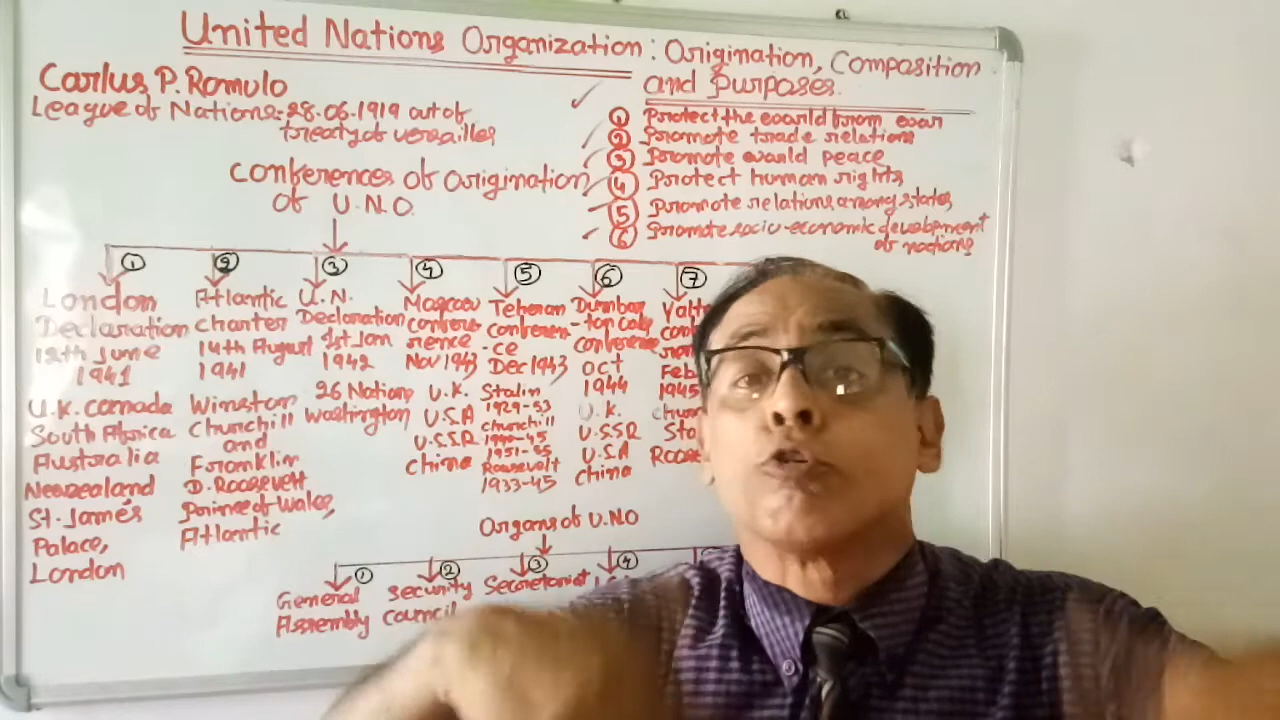 United Nations Organization: Origination, Composition
and Purposes.
Carlus P. Romulo
League of Nations:-28.06.1919 out of
treaty of versailles
① Protect the world from war
② Promote trade relations
③ Promote world peace
④ Protect human rights
⑤ Promote relations among states
⑥ Promote socio-economic development
of nations
Conferences of origination
of U.N.O.
①
London
Declaration
12th June
1941
U.K. Canada
South Africa
Australia
Newzealand
St. James
Palace,
London
②
Atlantic
charter
14th August
1941
Winston
Churchill
and
Franklin
D. Roosevett
Prince of Wales,
Atlantic
③
U.N.
Declaration
1st Jan
1942
26 Nations
Washington
④
Moscow
confere
rence
Nov 1943
U.K.
U.S.A
U.S.S.R
China
⑤
Teheran
conferen
-ce
Dec 1943
Stalin
1929-53
Churchill
1940-45
1951-55
Roosevelt
1933-45
⑥
Dumbar
-ton oaks
conference
oct
1944
U.K.
U.S.S.R
U.S.A
China
⑦
Yalt
con
Feb
1945
Chur
Sta
Roose
Organs of U.N.O
①
General
Assembly
②
Security
council
③
Secretariat
④